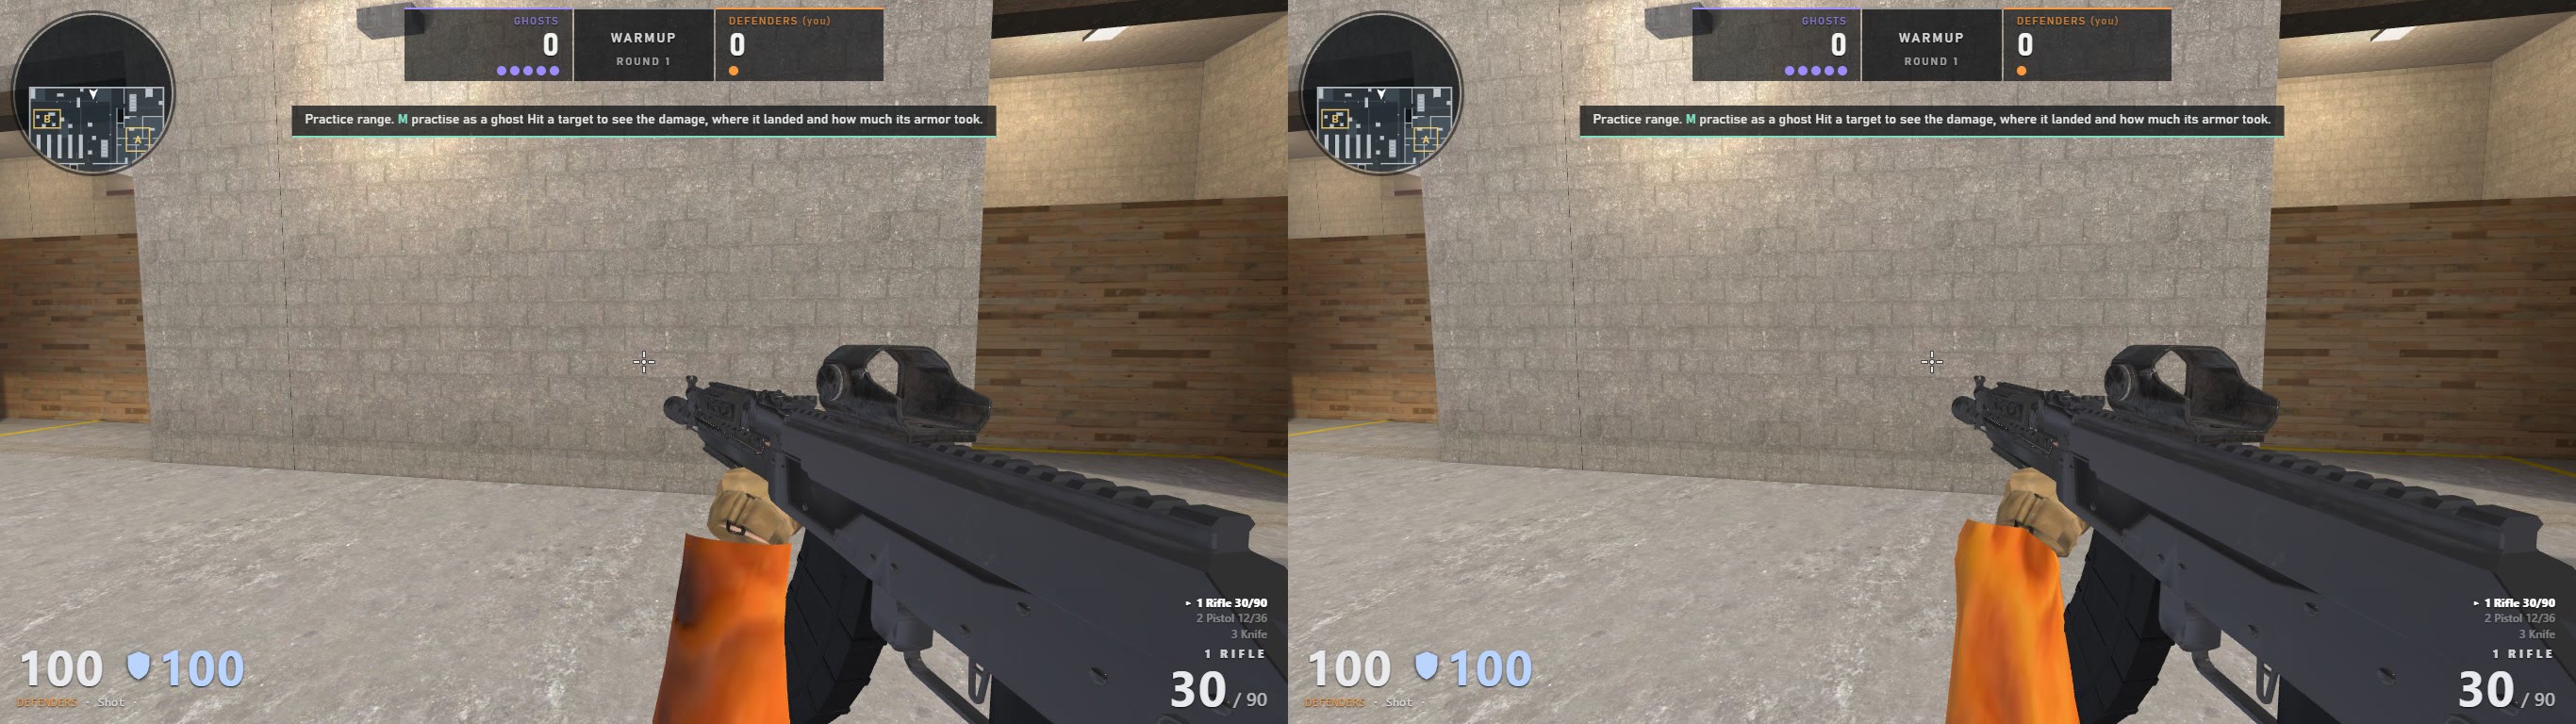 GHOSTS
0
WARMUP
ROUND 1
DEFENDERS (you)
0
Practice range. M practise as a ghost Hit a target to see the damage, where it landed and how much its armor took.
B
A
▸ 1 Rifle 30/90
2 Pistol 12/36
3 Knife
1 RIFLE
30 / 90
100 100
DEFENDERS · Shot
GHOSTS
0
WARMUP
ROUND 1
DEFENDERS (you)
0
Practice range. M practise as a ghost Hit a target to see the damage, where it landed and how much its armor took.
B
A
▸ 1 Rifle 30/90
2 Pistol 12/36
3 Knife
1 RIFLE
30 / 90
100 100
DEFENDERS · Shot